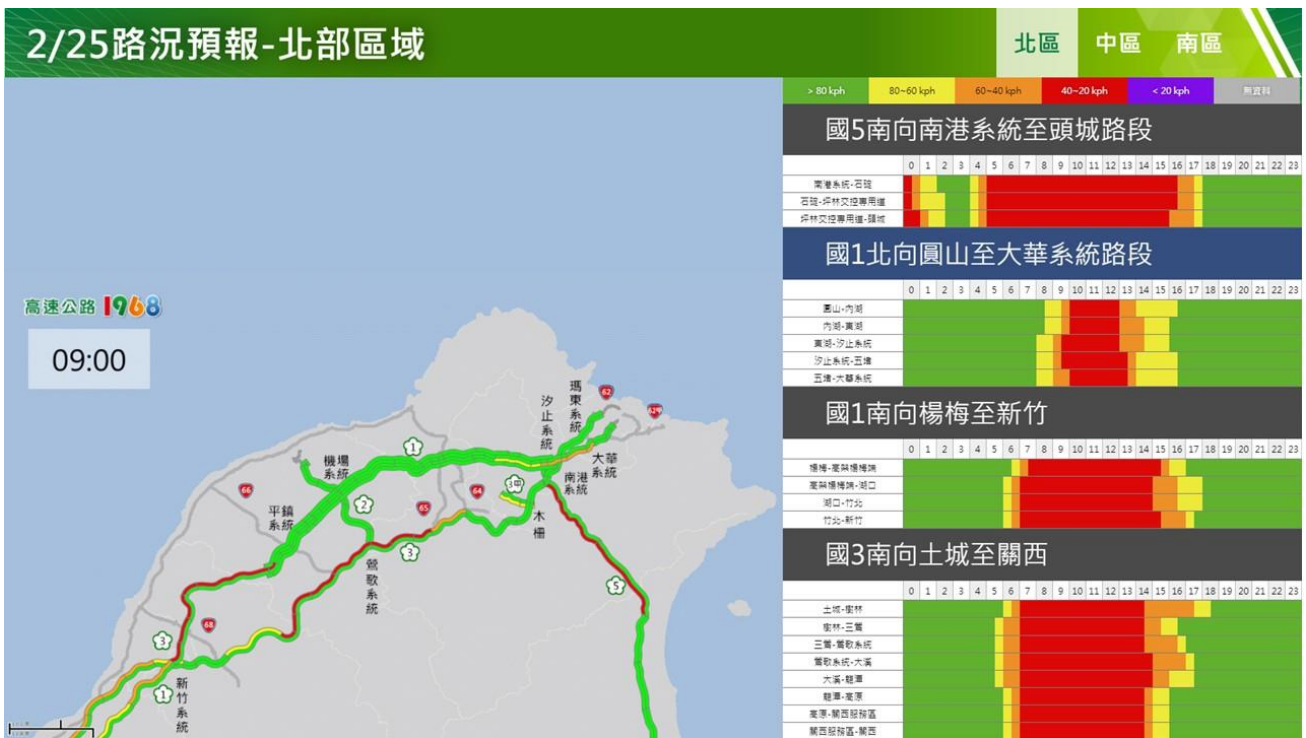 2/25路況預報-北部區域
北區 中區 南區
> 80 kph 80~60 kph 60~40 kph 40~20 kph < 20 kph 無資料
國5南向南港系統至頭城路段
0 1 2 3 4 5 6 7 8 9 10 11 12 13 14 15 16 17 18 19 20 21 22 23
南港系統-石碇
石碇-坪林交控專用道
坪林交控專用道-頭城
國1北向圓山至大華系統路段
0 1 2 3 4 5 6 7 8 9 10 11 12 13 14 15 16 17 18 19 20 21 22 23
圓山-內湖
內湖-東湖
東湖-汐止系統
汐止系統-五堵
五堵-大華系統
國1南向楊梅至新竹
0 1 2 3 4 5 6 7 8 9 10 11 12 13 14 15 16 17 18 19 20 21 22 23
楊梅-高架楊梅端
高架楊梅端-湖口
湖口-竹北
竹北-新竹
國3南向土城至關西
0 1 2 3 4 5 6 7 8 9 10 11 12 13 14 15 16 17 18 19 20 21 22 23
土城-樹林
樹林-三鶯
三鶯-鶯歌系統
鶯歌系統-大溪
大溪-龍潭
龍潭-高原
高原-關西服務區
關西服務區-關西
高速公路 1968
09:00
瑪東系統
汐止系統
大華系統
南港系統
木柵
機場系統
平鎮系統
鶯歌系統
新竹系統
62
62甲
1
66
2
65
64
3甲
3
5
68
3
1